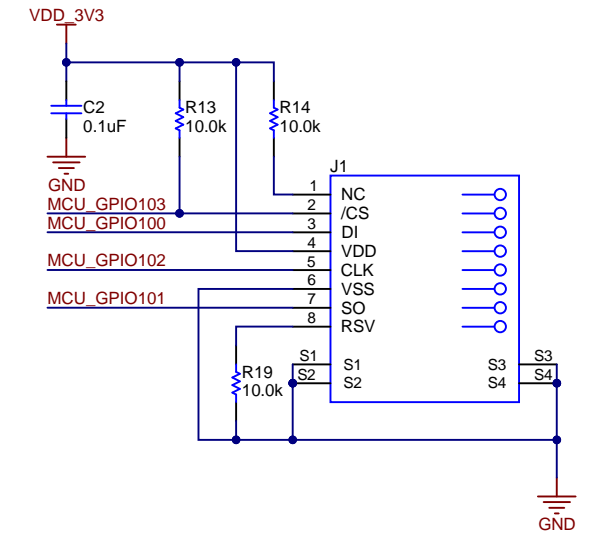 VDD_3V3
C2
0.1uF
R13
10.0k
R14
10.0k
GND
J1
MCU_GPIO103
MCU_GPIO100
MCU_GPIO102
MCU_GPIO101
1 NC
2 /CS
3 DI
4 VDD
5 CLK
6 VSS
7 SO
8 RSV
R19
10.0k
S1 S1 S3 S3
S2 S2 S4 S4
GND